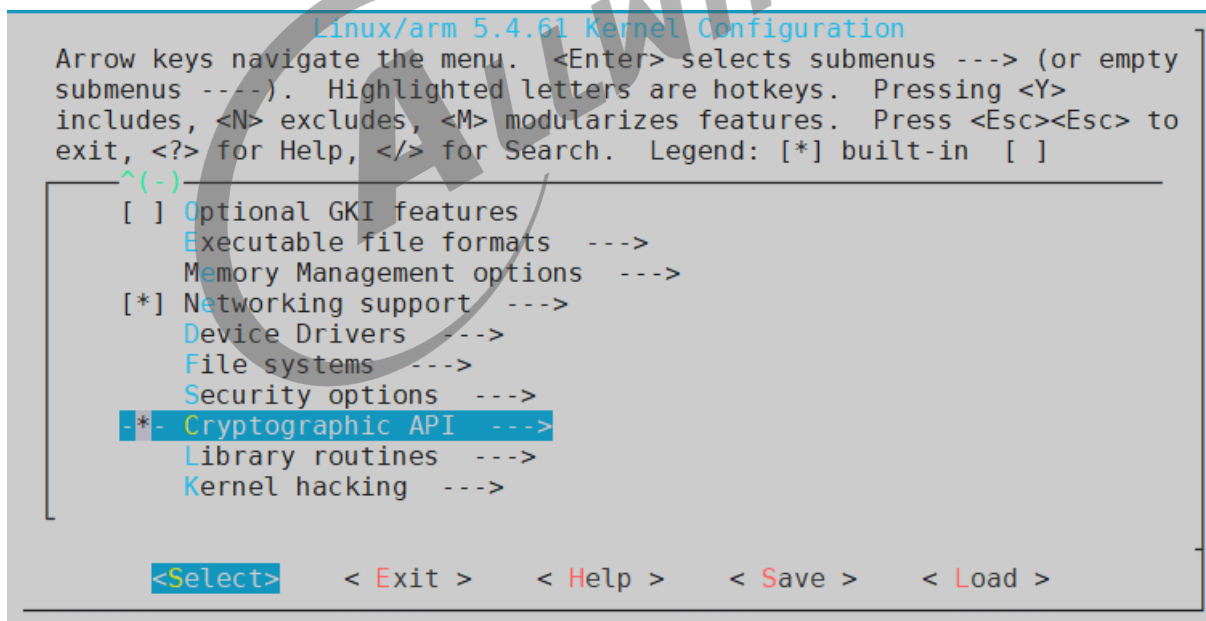 Linux/arm 5.4.61 Kernel Configuration
Arrow keys navigate the menu.  <Enter> selects submenus ---> (or empty
submenus ----).  Highlighted letters are hotkeys.  Pressing <Y>
includes, <N> excludes, <M> modularizes features.  Press <Esc><Esc> to
exit, <?> for Help, </> for Search.  Legend: [*] built-in  [ ]
^(-)
[ ] Optional GKI features
Executable file formats  --->
Memory Management options  --->
[*] Networking support  --->
Device Drivers  --->
File systems  --->
Security options  --->
-*- Cryptographic API  --->
Library routines  --->
Kernel hacking  --->
<Select>    < Exit >    < Help >    < Save >    < Load >